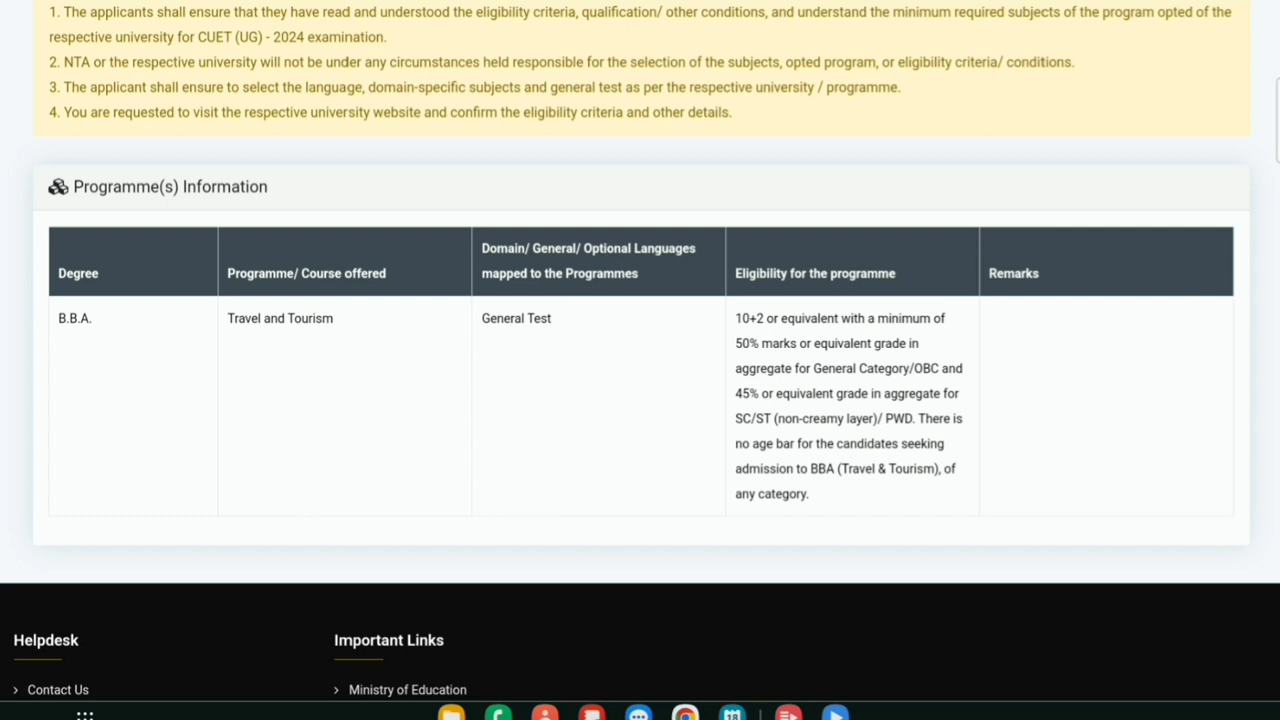 1. The applicants shall ensure that they have read and understood the eligibility criteria, qualification/ other conditions, and understand the minimum required subjects of the program opted of the
respective university for CUET (UG) - 2024 examination.
2. NTA or the respective university will not be under any circumstances held responsible for the selection of the subjects, opted program, or eligibility criteria/ conditions.
3. The applicant shall ensure to select the language, domain-specific subjects and general test as per the respective university / programme.
4. You are requested to visit the respective university website and confirm the eligibility criteria and other details.
Programme(s) Information
Degree
Programme/ Course offered
Domain/ General/ Optional Languages
mapped to the Programmes
Eligibility for the programme
Remarks
B.B.A.
Travel and Tourism
General Test
10+2 or equivalent with a minimum of
50% marks or equivalent grade in
aggregate for General Category/OBC and
45% or equivalent grade in aggregate for
SC/ST (non-creamy layer)/ PWD. There is
no age bar for the candidates seeking
admission to BBA (Travel & Tourism), of
any category.
Helpdesk
Important Links
> Contact Us
> Ministry of Education
18